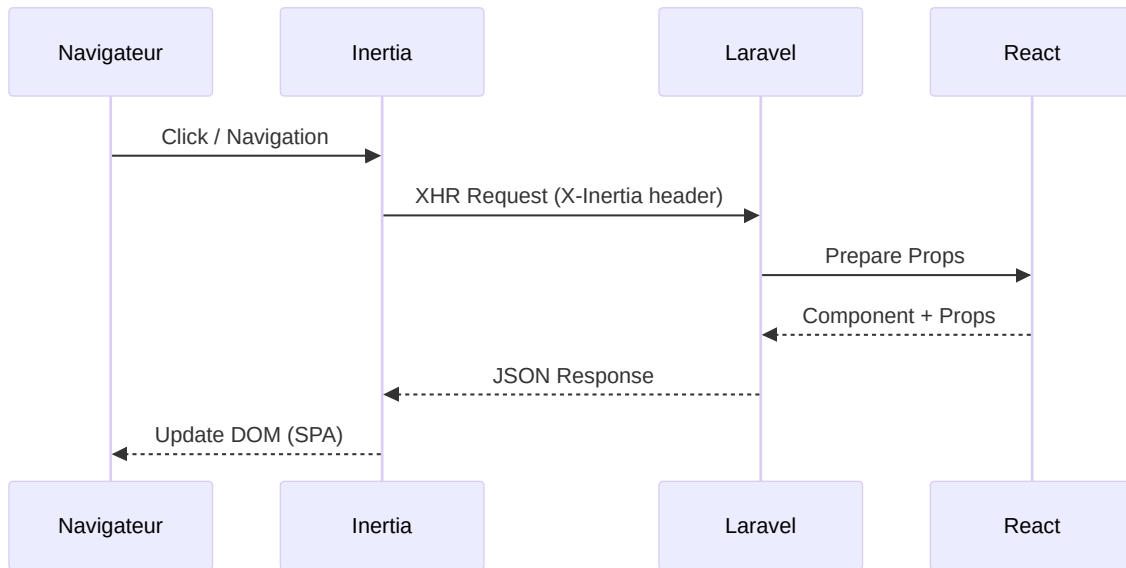 Navigateur
Inertia
Laravel
React
Click / Navigation
XHR Request (X-Inertia header)
Prepare Props
Component + Props
JSON Response
Update DOM (SPA)
Navigateur
Inertia
Laravel
React